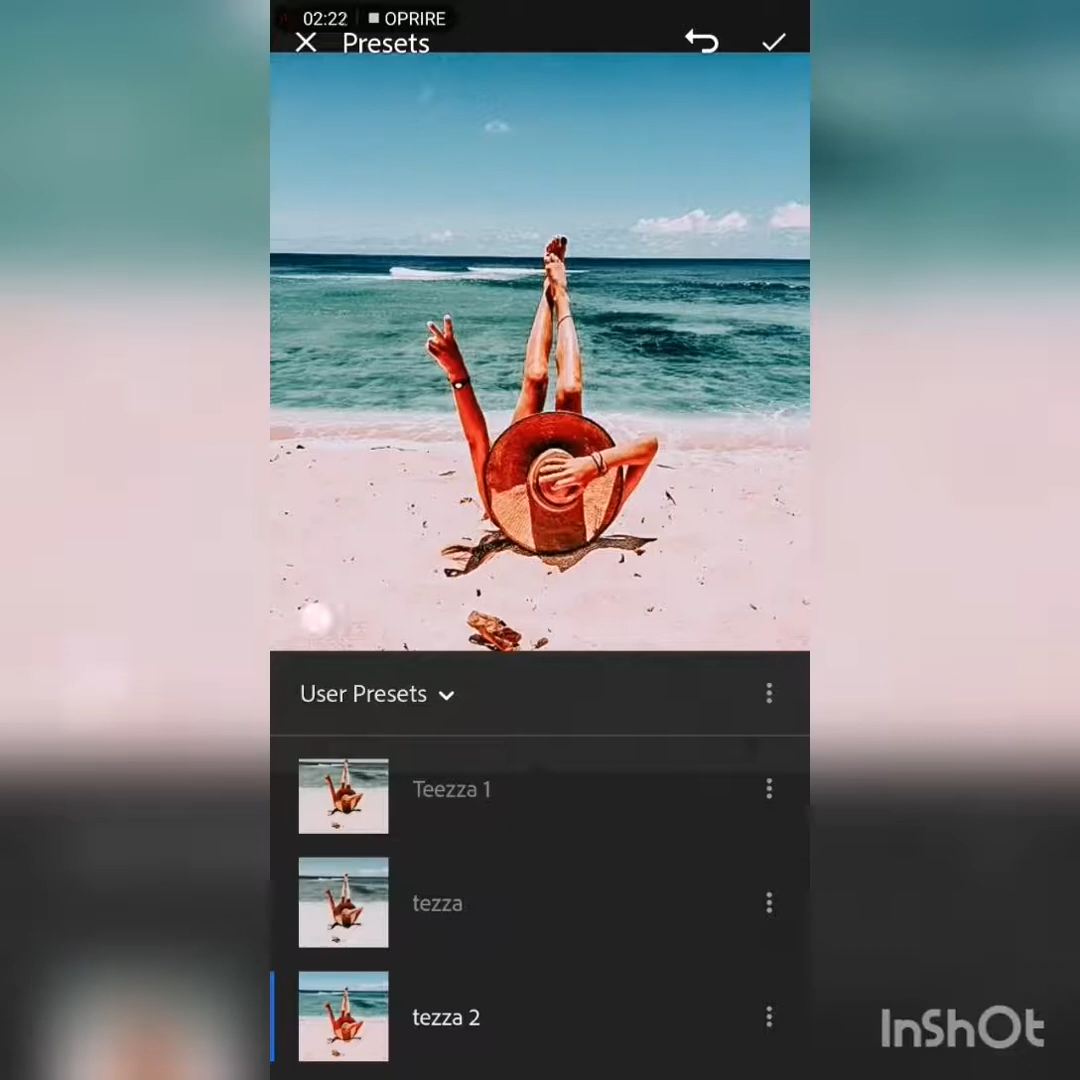 02:22 OPRIRE
Presets
User Presets
Teezza 1
tezza
tezza 2
InShOt